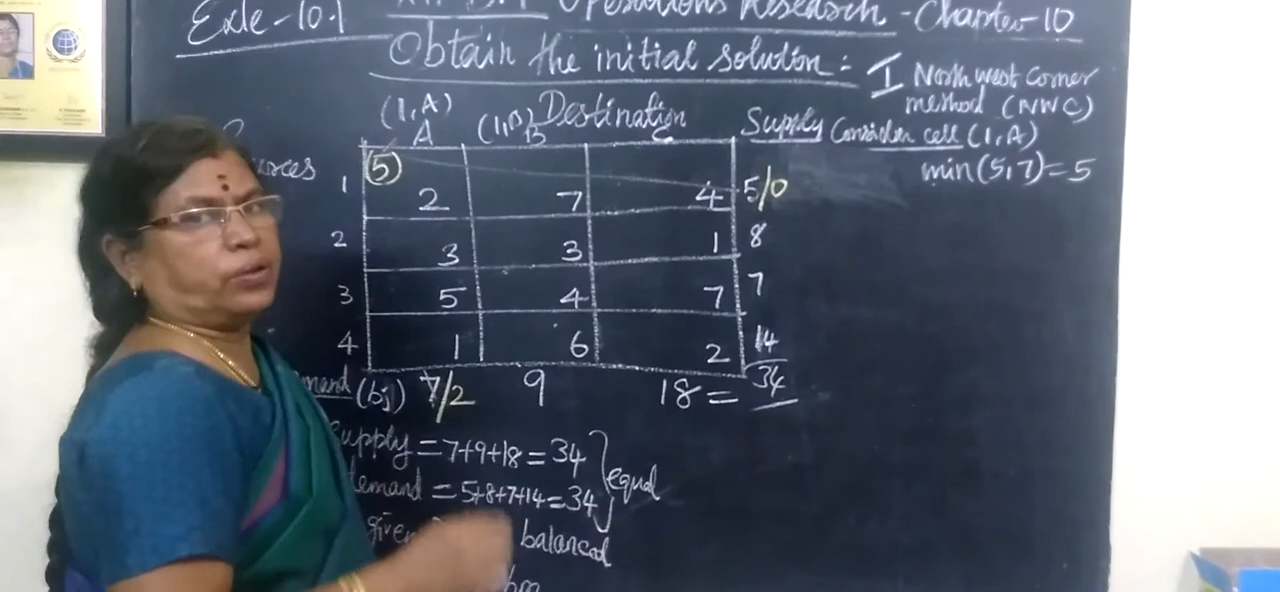 Exle-10.1 Operations Research - Chapter-10
Obtain the initial solution: I North west Corner
method (NWC)
(1,A) (1,B) Destination Supply Consider cell (1,A)
A B C min(5,7)=5
1 (5) 2 7 4 5/0
2 3 3 1 8
3 5 4 7 7
4 1 6 2 14
(bj) 7/2 9 18 = 34
Supply = 7+9+18 = 34 } equal
demand = 5+8+7+14 = 34
given balanced